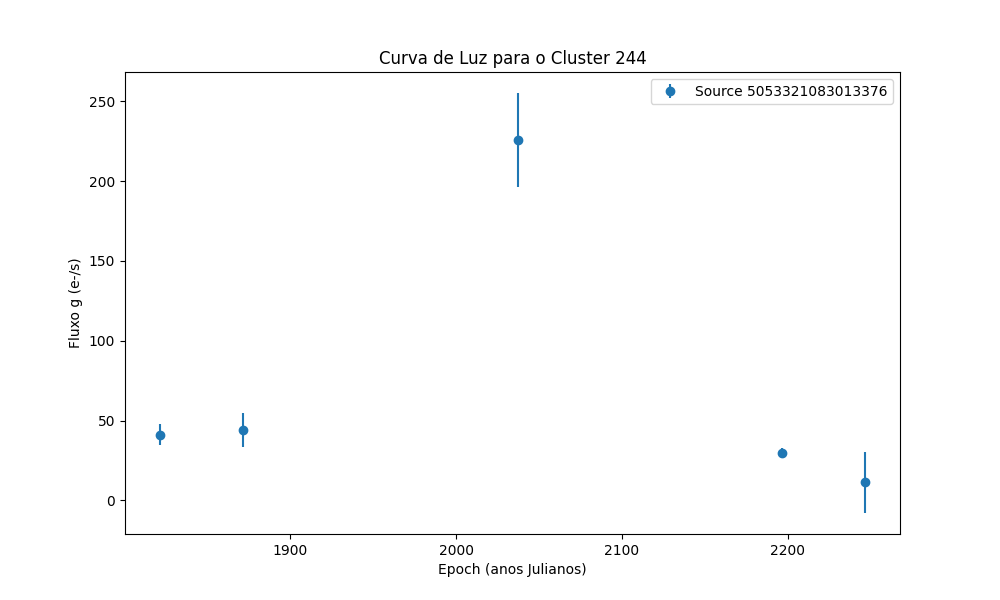 Curva de Luz para o Cluster 244
Source 5053321083013376
Fluxo g (e-/s)
250
200
150
100
50
0
1900 2000 2100 2200
Epoch (anos Julianos)